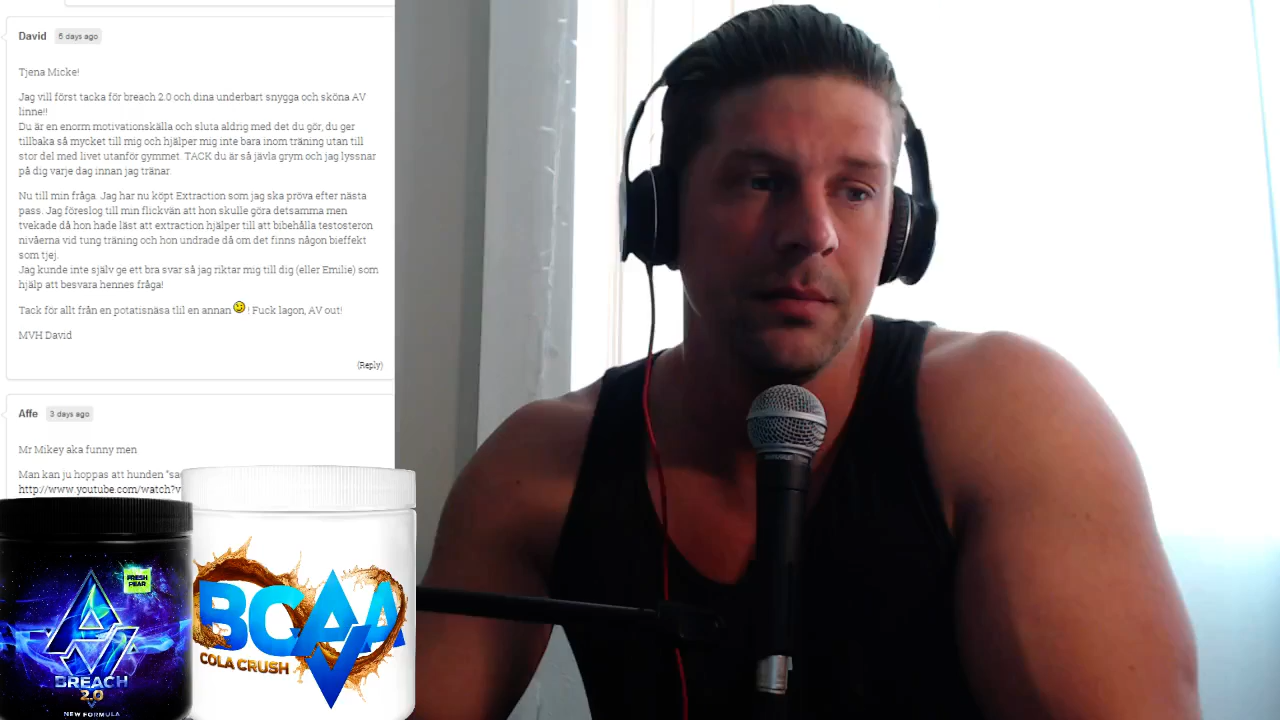 David 6 days ago
Tjena Micke!
Jag vill först tacka för breach 2.0 och dina underbart snygga och sköna AV
linne!!
Du är en enorm motivationskälla och sluta aldrig med det du gör, du ger
tillbaka så mycket till mig och hjälper mig inte bara inom träning utan till
stor del med livet utanför gymmet. TACK du är så jävla grym och jag lyssnar
på dig varje dag innan jag tränar.
Nu till min fråga. Jag har nu köpt Extraction som jag ska pröva efter nästa
pass. Jag föreslog till min flickvän att hon skulle göra detsamma men
tvekade då hon hade läst att extraction hjälper till att bibehålla testosteron
nivåerna vid tung träning och hon undrade då om det finns någon bieffekt
som tjej.
Jag kunde inte själv ge ett bra svar så jag riktar mig till dig (eller Emilie) som
hjälp att besvara hennes fråga!
Tack för allt från en potatisnäsa tlil en annan ! Fuck lagon, AV out!
MVH David
(Reply)
Affe 3 days ago
Mr Mikey aka funny men
Man kan ju hoppas att hunden
http://www.youtube.com/watch?v
FRESH
PEAR
BREACH
2.0
NEW FORMULA
BCAA
COLA CRUSH